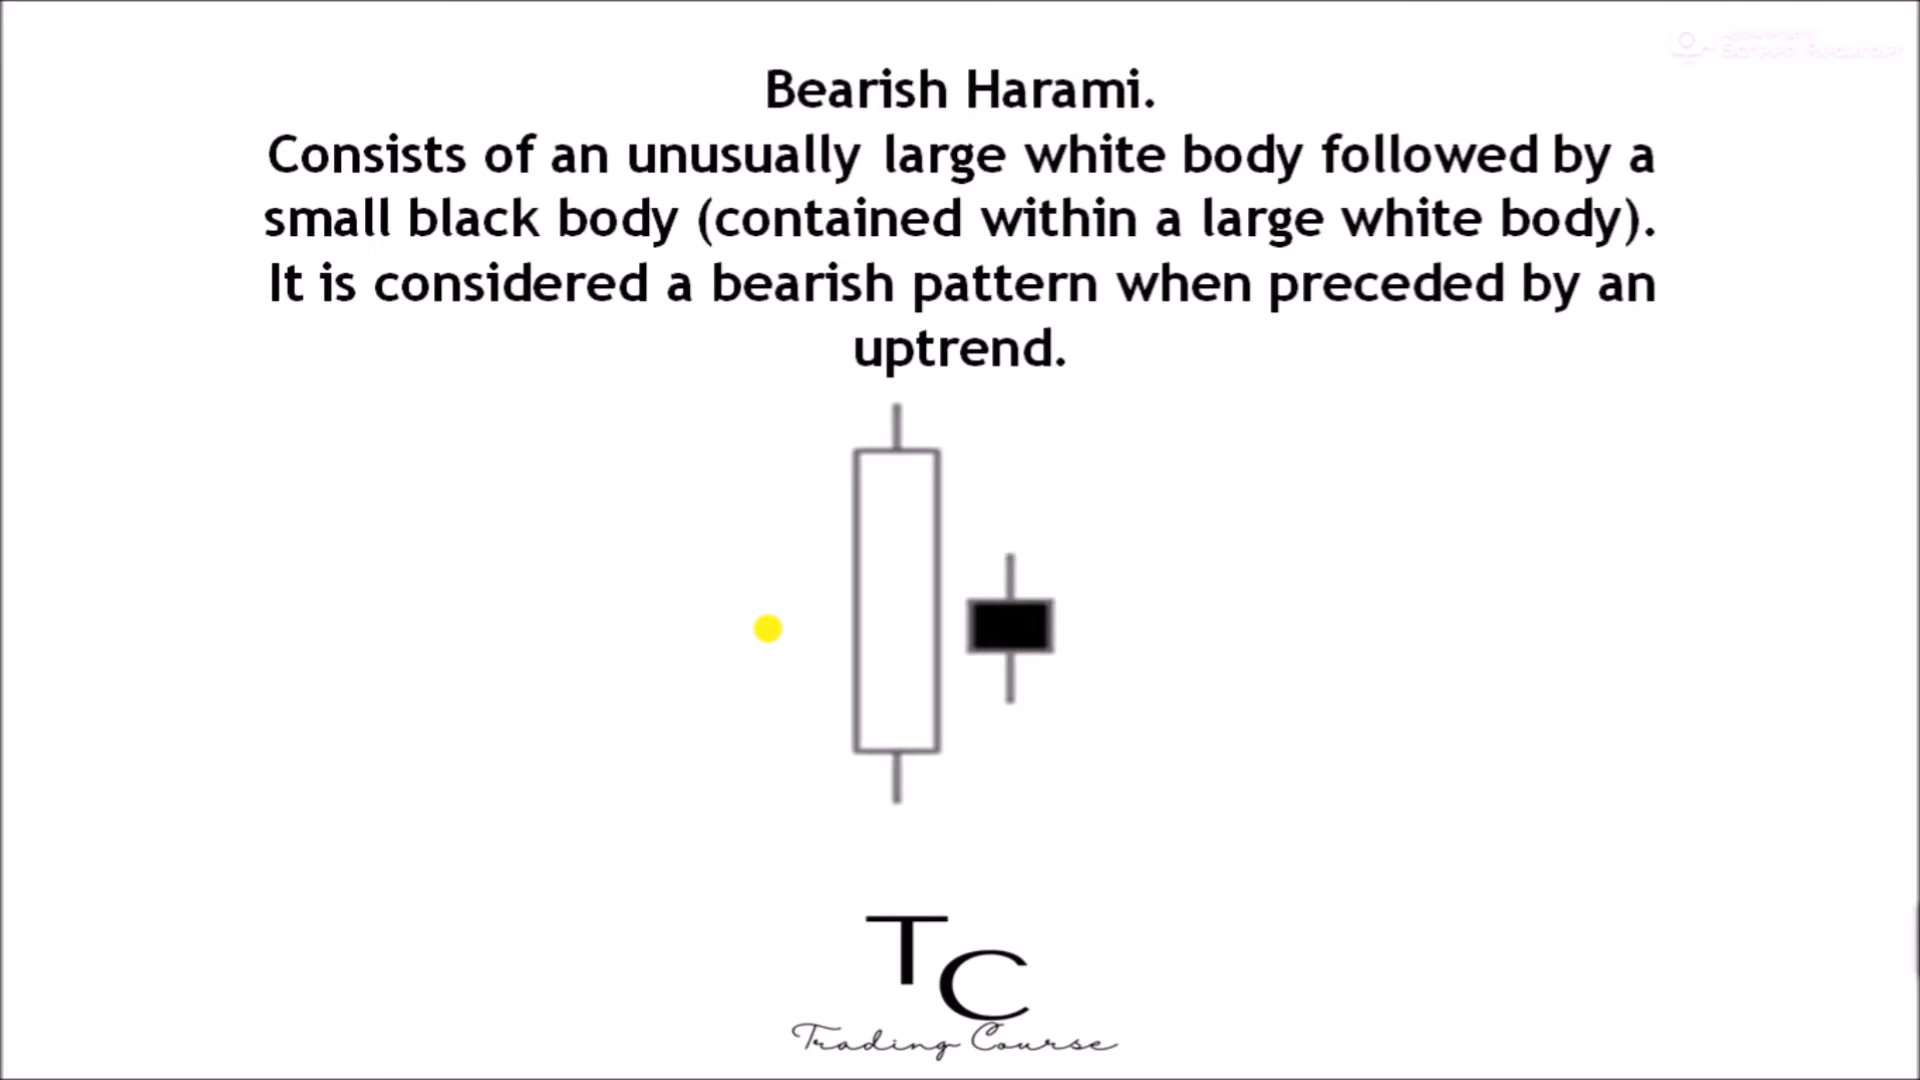 Bearish Harami.
Consists of an unusually large white body followed by a
small black body (contained within a large white body).
It is considered a bearish pattern when preceded by an
uptrend.
TC
Trading Course